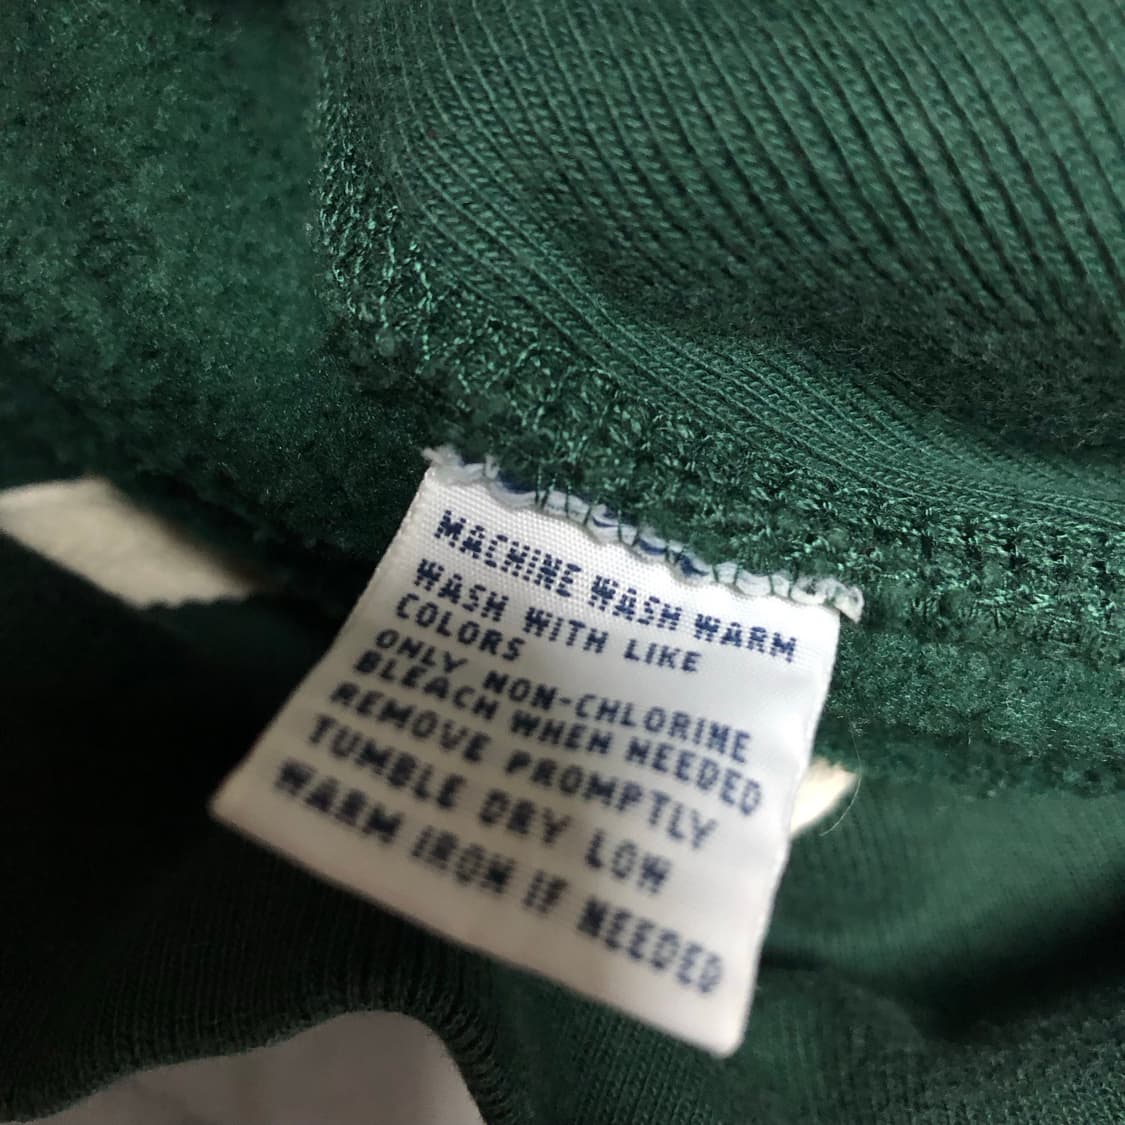 MACHINE WASH WARM
WASH WITH LIKE
COLORS
ONLY NON-CHLORINE
BLEACH WHEN NEEDED
REMOVE PROMPTLY
TUMBLE DRY LOW
WARM IRON IF NEEDED